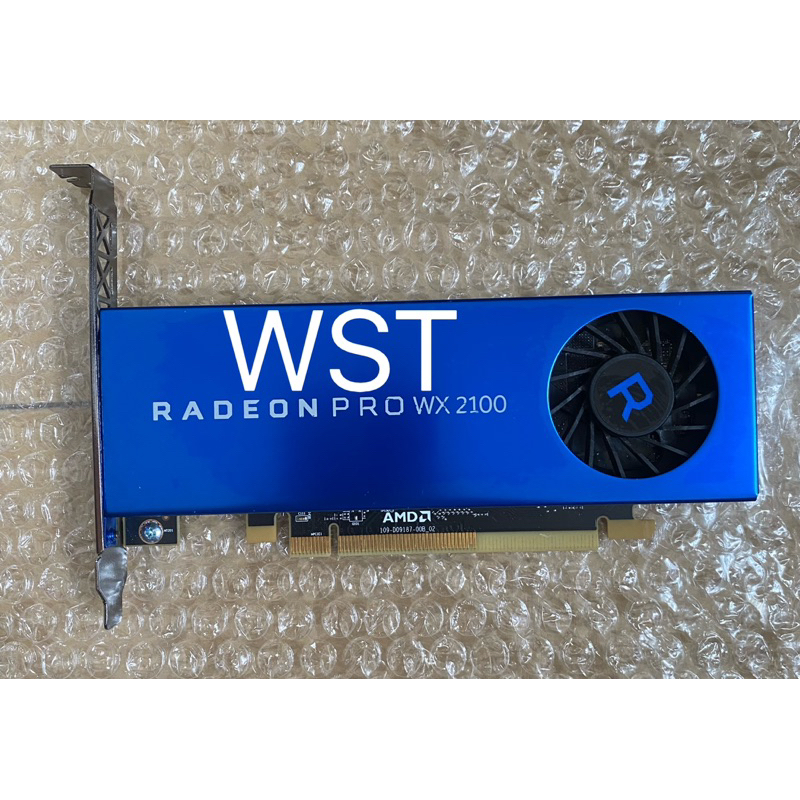 WST
RADEON PRO WX 2100
R
AMD
109-D09187-00B_02